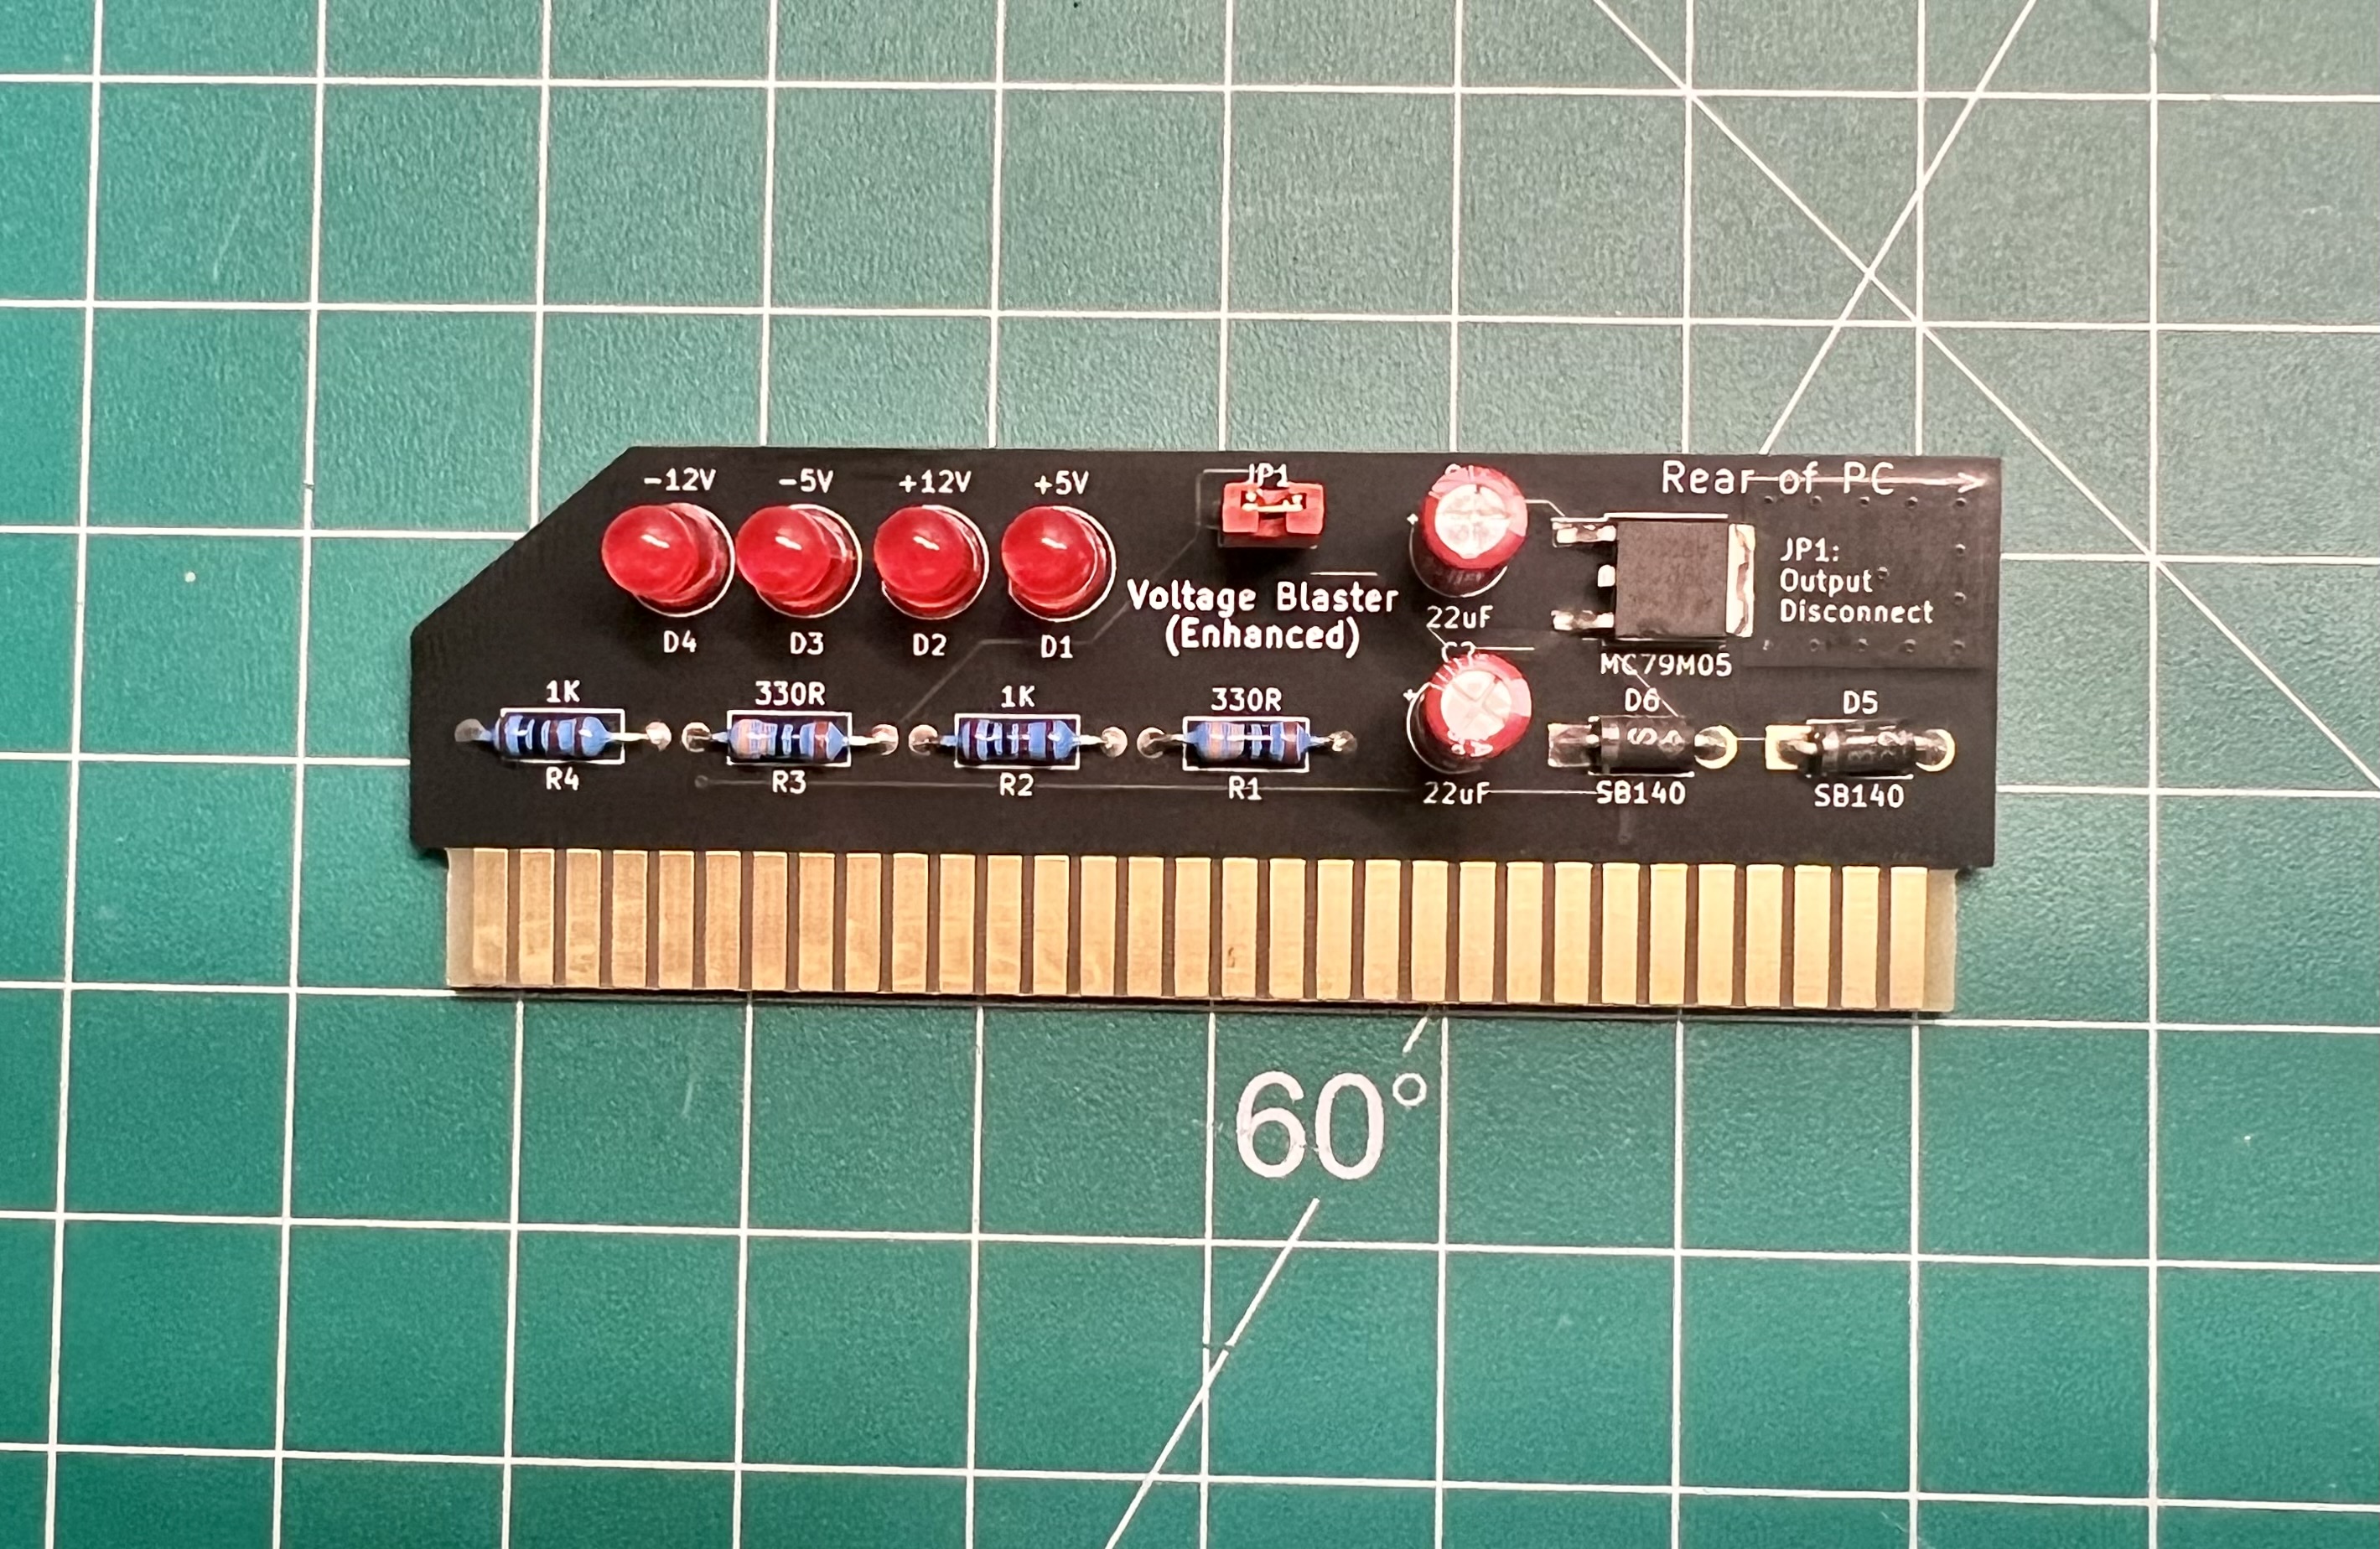 -12V -5V +12V +5V
JP1
Rear of PC
Voltage Blaster
(Enhanced)
JP1:
Output
Disconnect
22uF
D4 D3 D2 D1
MC79M05
1K 330R 1K 330R
D6 D5
R4 R3 R2 R1
22uF
SB140 SB140
60°